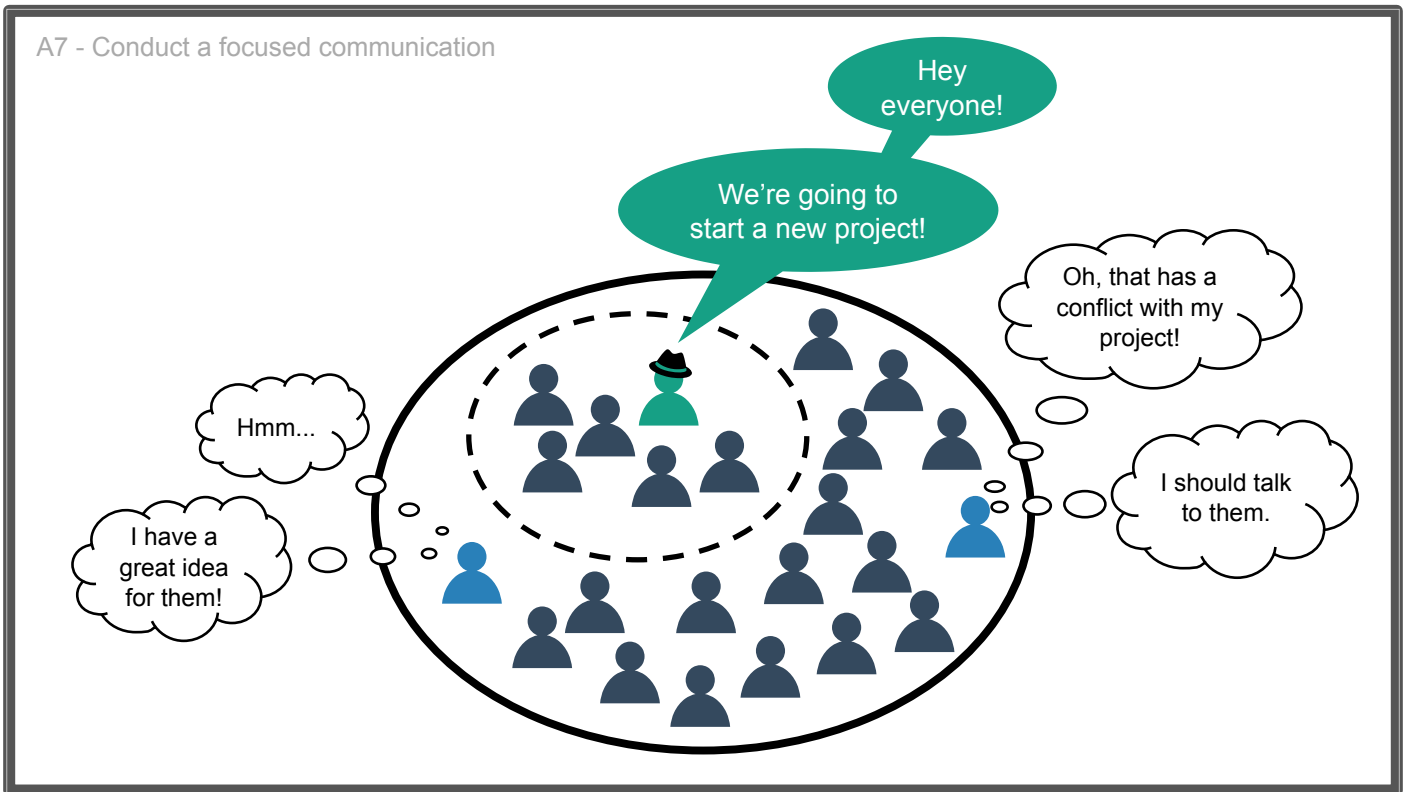 A7 - Conduct a focused communication
Hey
everyone!
We’re going to
start a new project!
Oh, that has a
conflict with my
project!
Hmm...
I should talk
to them.
I have a
great idea
for them!